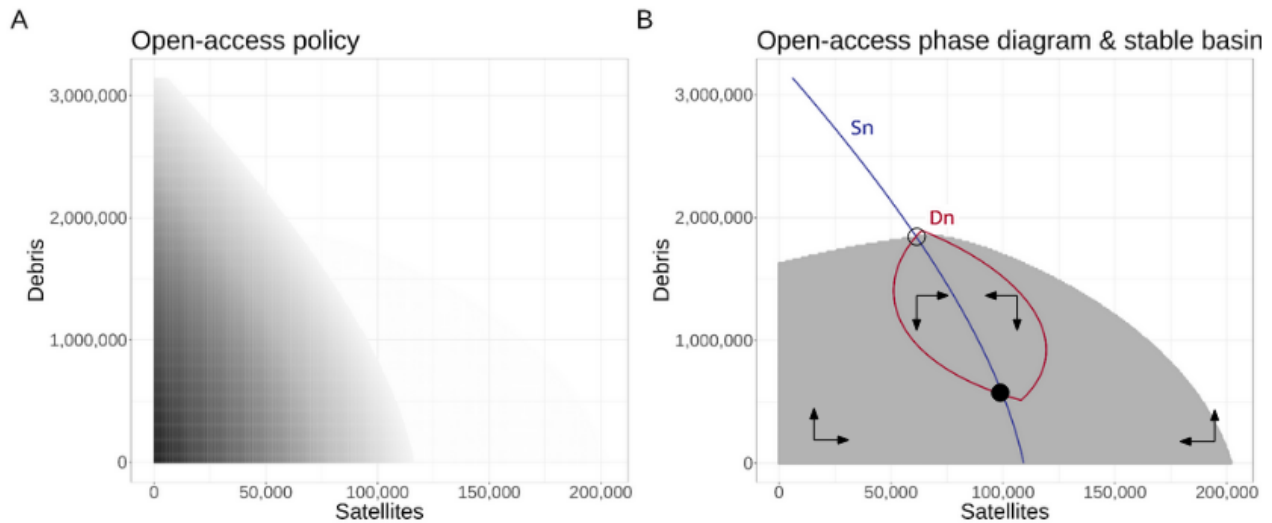 A
Open-access policy
3,000,000
2,000,000
1,000,000
0
Debris
0 50,000 100,000 150,000 200,000
Satellites
B
Open-access phase diagram & stable basin
3,000,000
2,000,000
1,000,000
0
Debris
Sn
Dn
0 50,000 100,000 150,000 200,000
Satellites